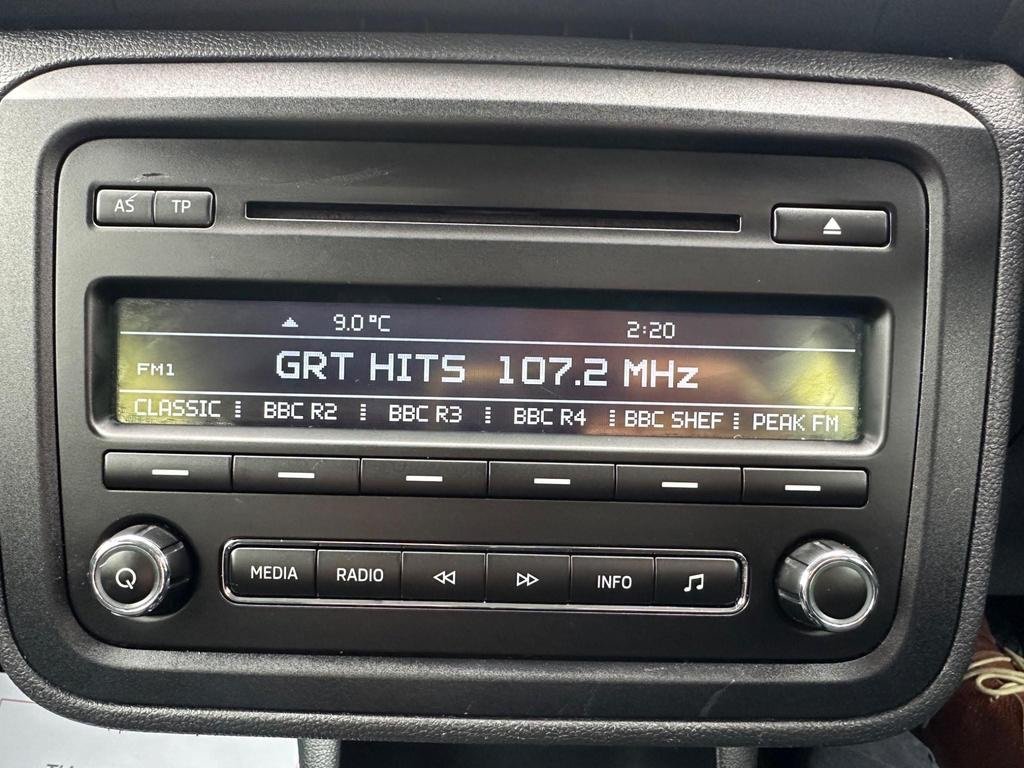 AS TP
9.0 °C 2:20
FM1 GRT HITS 107.2 MHz
CLASSIC BBC R2 BBC R3 BBC R4 BBC SHEF PEAK FM
MEDIA RADIO INFO